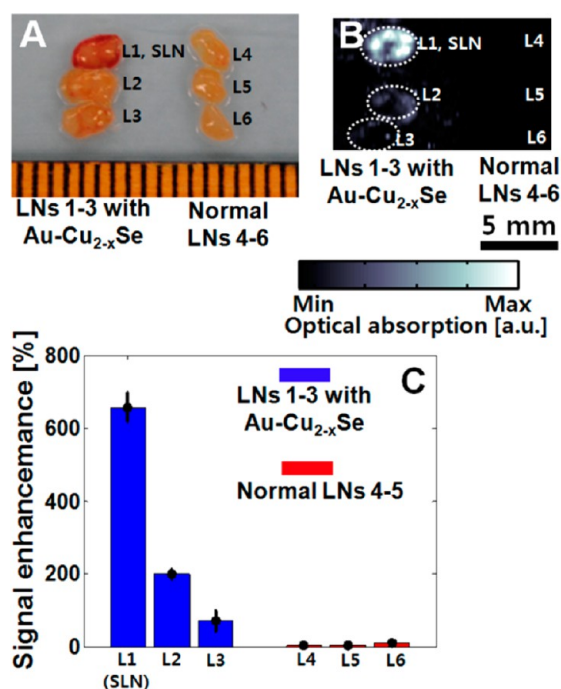 A
L1, SLN
L2
L3
L4
L5
L6
LNs 1-3 with
Au-Cu2-xSe
Normal
LNs 4-6
B
L1, SLN
L2
L3
L4
L5
L6
LNs 1-3 with
Au-Cu2-xSe
Normal
LNs 4-6
5 mm
Min
Max
Optical absorption [a.u.]
C
Signal enhancemance [%]
800
600
400
200
0
LNs 1-3 with
Au-Cu2-xSe
Normal LNs 4-5
L1
(SLN)
L2
L3
L4
L5
L6